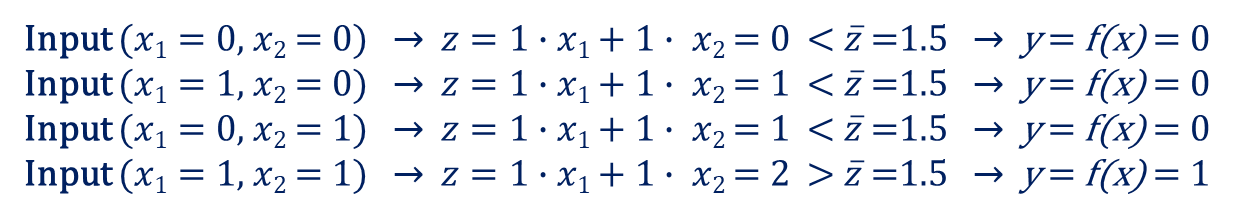 Input(x₁ = 0, x₂ = 0) → z = 1 · x₁ + 1 · x₂ = 0 < z̄ =1.5 → y = f(x) = 0
Input(x₁ = 1, x₂ = 0) → z = 1 · x₁ + 1 · x₂ = 1 < z̄ =1.5 → y = f(x) = 0
Input(x₁ = 0, x₂ = 1) → z = 1 · x₁ + 1 · x₂ = 1 < z̄ =1.5 → y = f(x) = 0
Input(x₁ = 1, x₂ = 1) → z = 1 · x₁ + 1 · x₂ = 2 > z̄ =1.5 → y = f(x) = 1